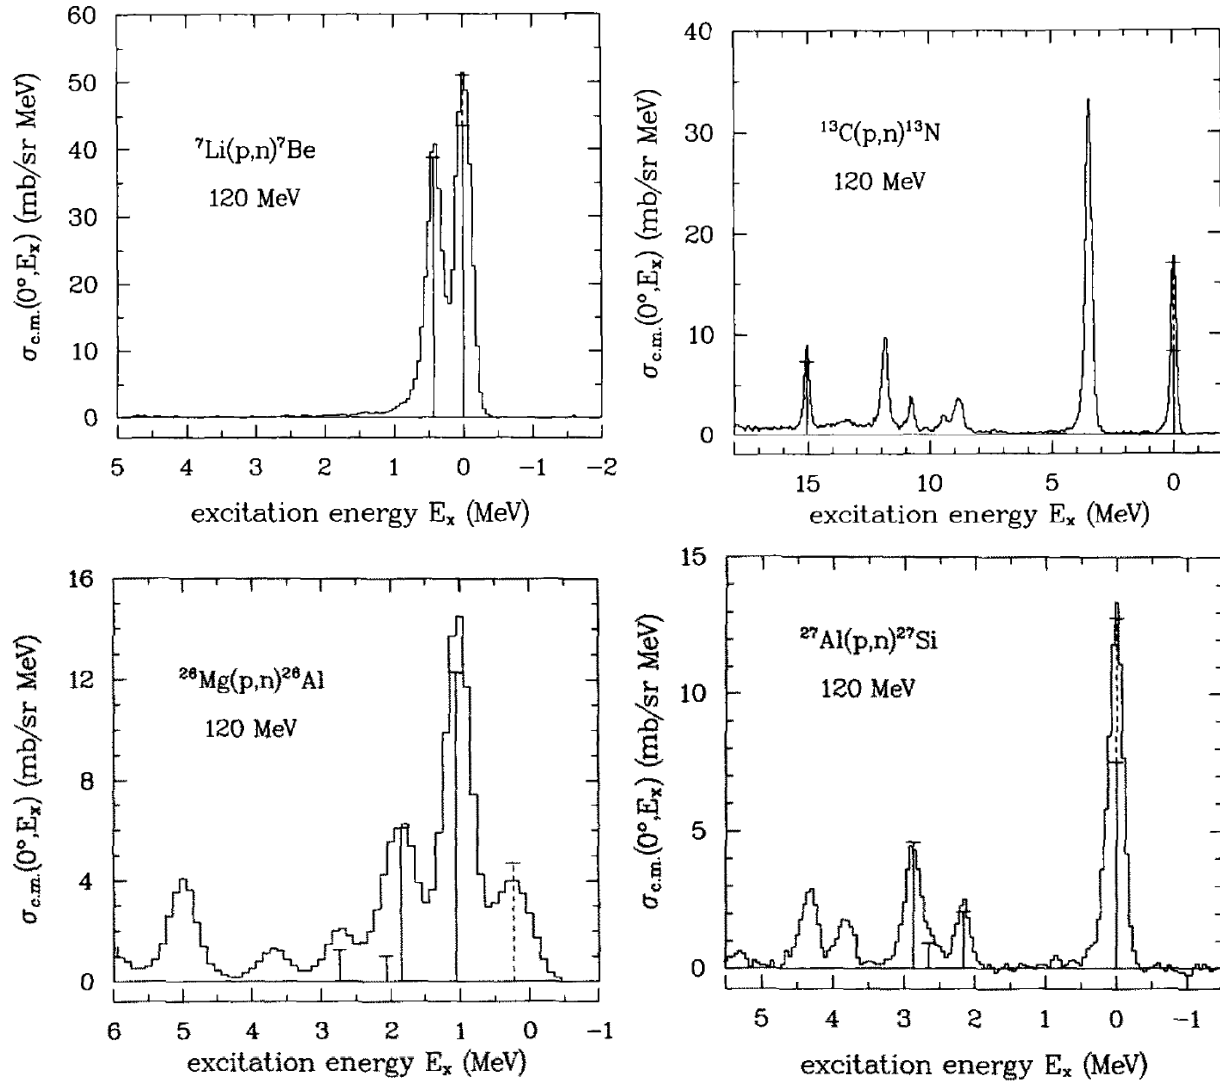 60
50
40
30
20
10
0
σc.m.(0°,Ex) (mb/sr MeV)
⁷Li(p,n)⁷Be
120 MeV
5 4 3 2 1 0 −1 −2
excitation energy Ex (MeV)
40
30
20
10
0
σc.m.(0°,Ex) (mb/sr MeV)
¹³C(p,n)¹³N
120 MeV
15 10 5 0
excitation energy Ex (MeV)
16
12
8
4
0
σc.m.(0°,Ex) (mb/sr MeV)
²⁶Mg(p,n)²⁶Al
120 MeV
6 5 4 3 2 1 0 −1
excitation energy Ex (MeV)
15
10
5
0
σc.m.(0°,Ex) (mb/sr MeV)
²⁷Al(p,n)²⁷Si
120 MeV
5 4 3 2 1 0 −1
excitation energy Ex (MeV)